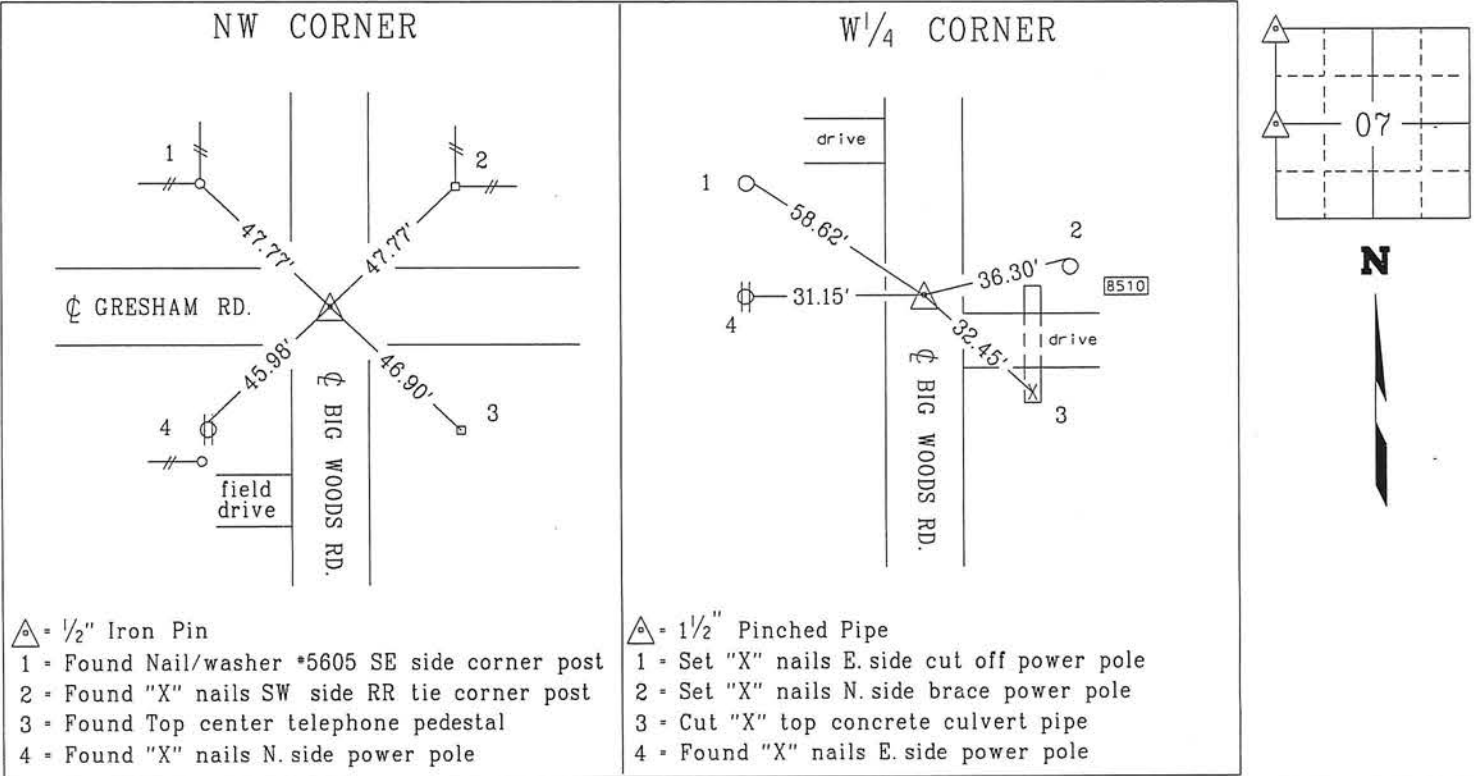 NW CORNER
1
2
47.77'
47.77'
℄ GRESHAM RD.
45.98'
46.90'
4
3
℄ BIG WOODS RD.
field
drive
△ = 1/2" Iron Pin
1 = Found Nail/washer *5605 SE side corner post
2 = Found "X" nails SW side RR tie corner post
3 = Found Top center telephone pedestal
4 = Found "X" nails N. side power pole
W1/4 CORNER
drive
1
58.62'
2
36.30'
8510
31.15'
4
32.45'
drive
X
3
℄ BIG WOODS RD.
△ = 1 1/2" Pinched Pipe
1 = Set "X" nails E. side cut off power pole
2 = Set "X" nails N. side brace power pole
3 = Cut "X" top concrete culvert pipe
4 = Found "X" nails E. side power pole
07
N